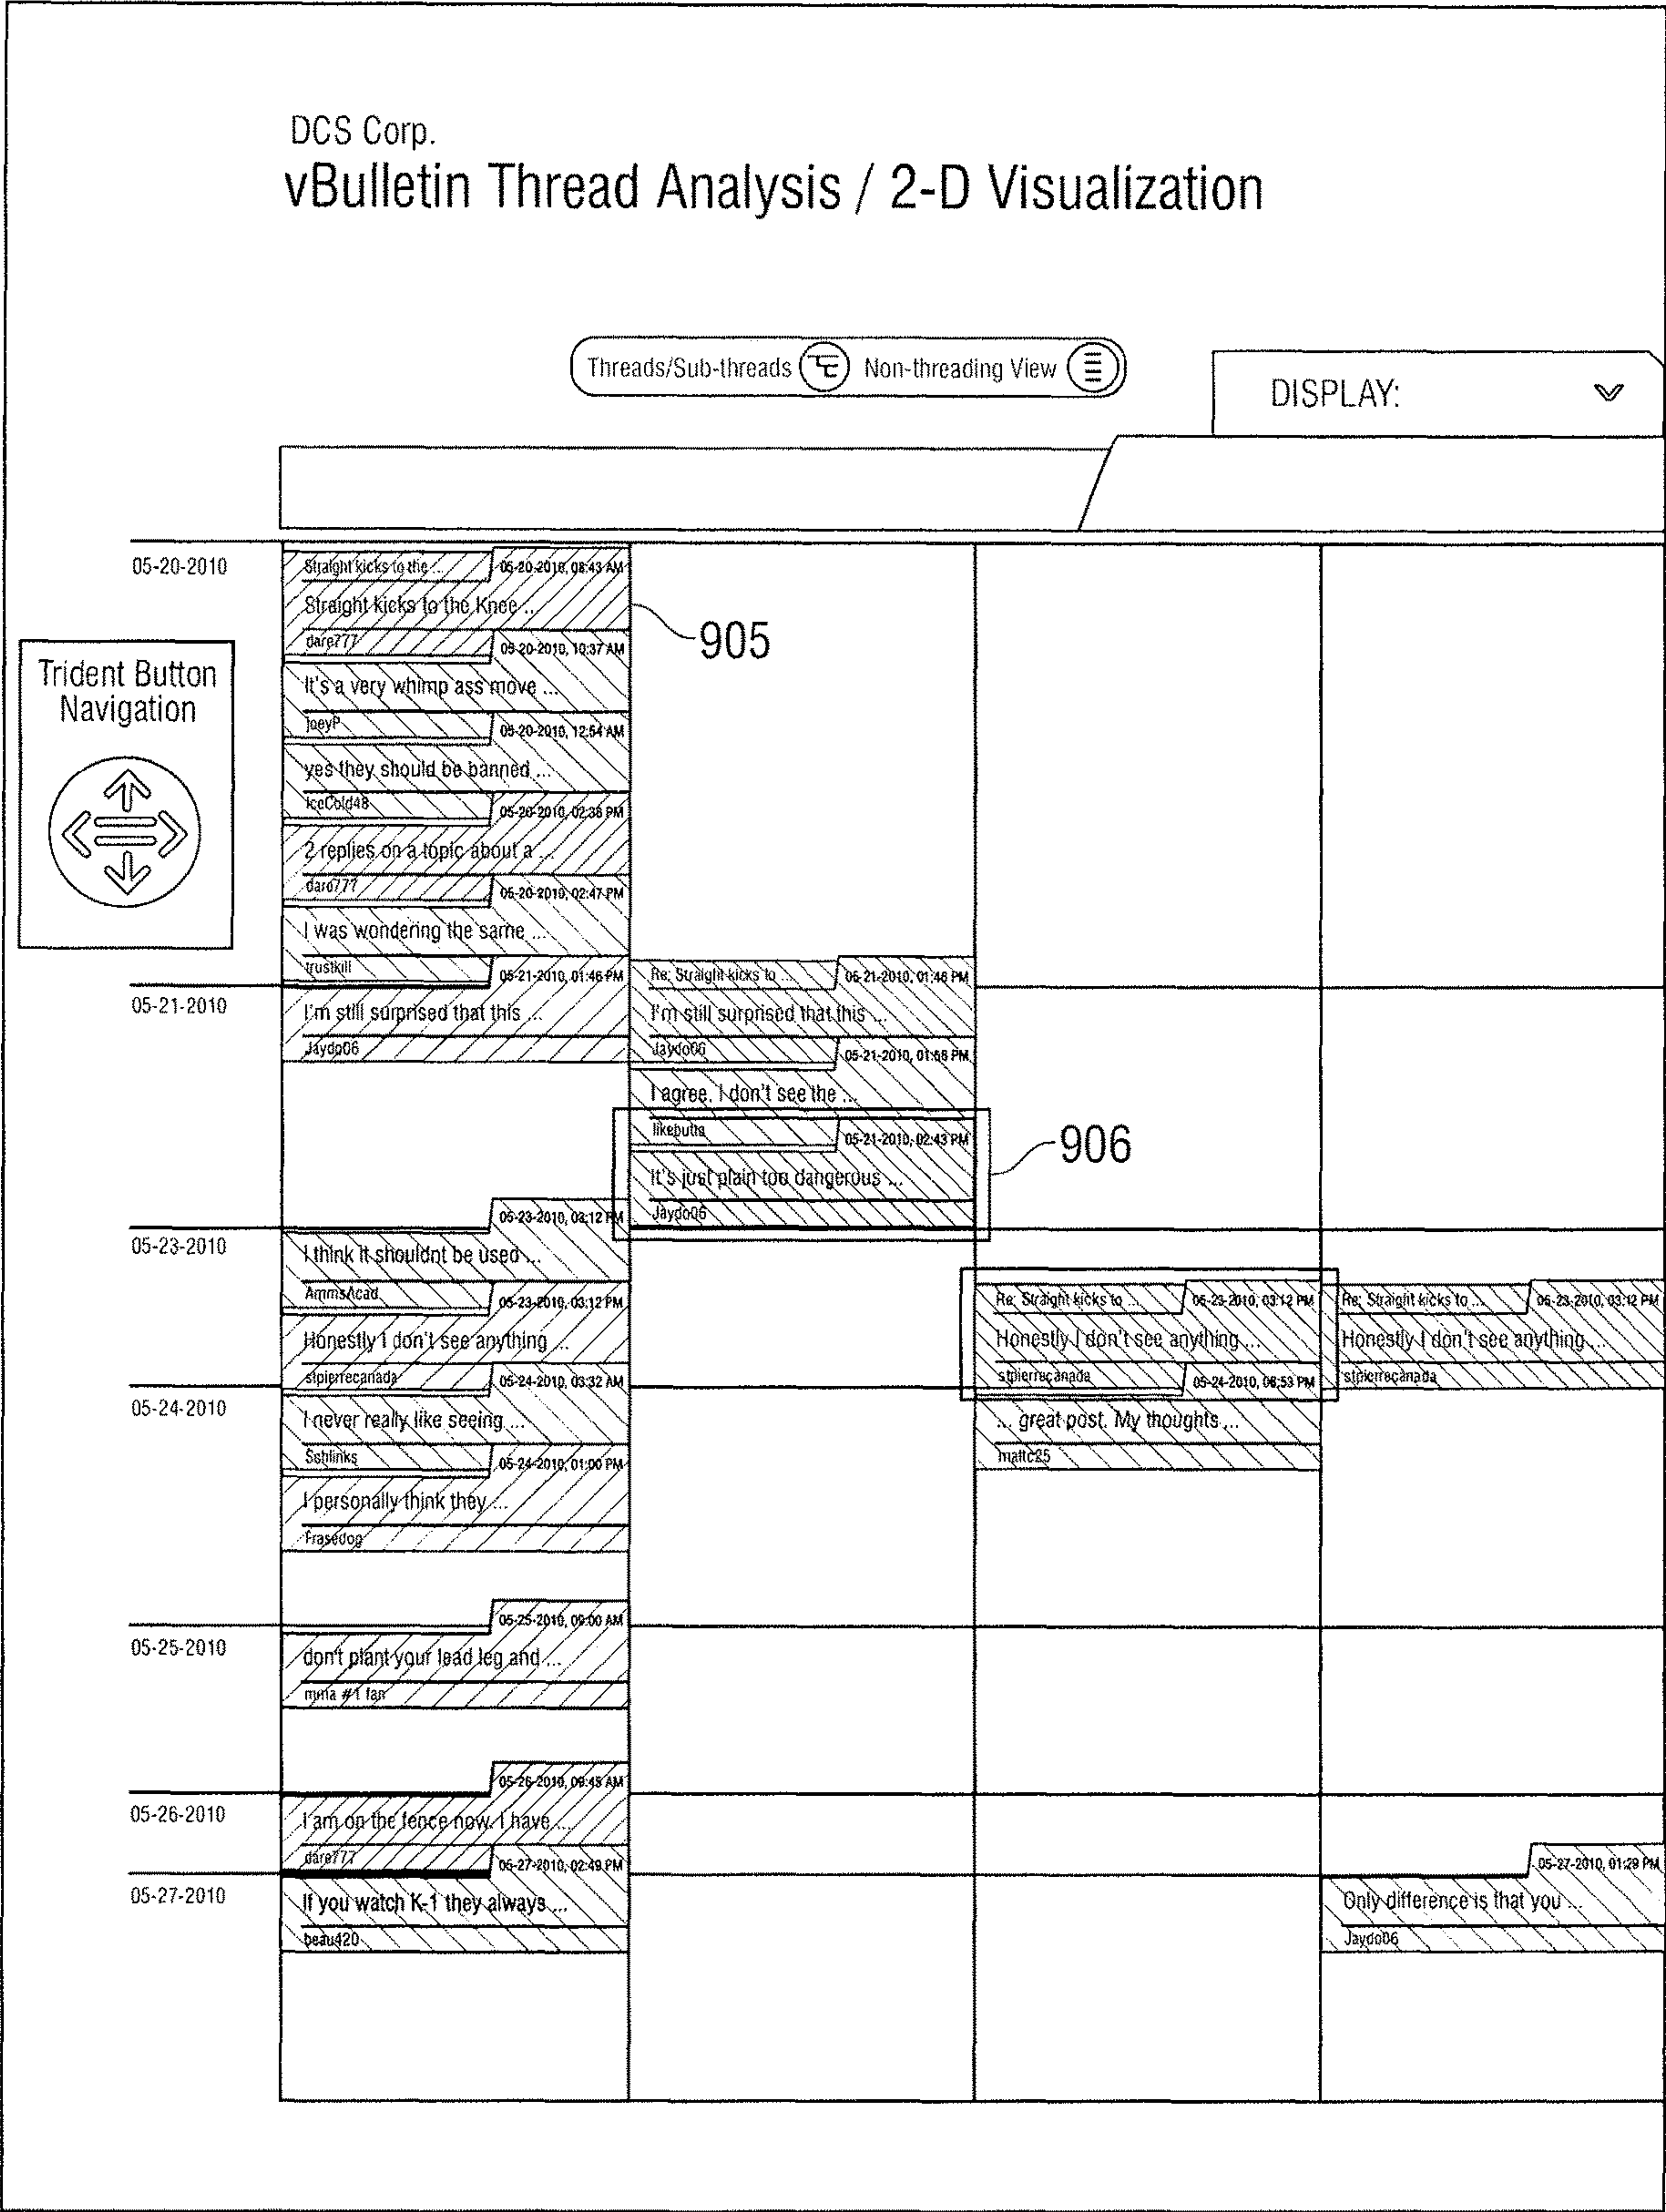 DCS Corp.
vBulletin Thread Analysis / 2-D Visualization
Threads/Sub-threads
Non-threading View
DISPLAY:
Trident Button
Navigation
05-20-2010
Straight kicks to the ...
05-20-2010, 08:43 AM
Straight kicks to the Knee ..
dare777
05-20-2010, 10:37 AM
It's a very whimp ass move ...
joeyP
05-20-2010, 12:54 AM
yes they should be banned ...
IceCold48
05-20-2010, 02:36 PM
2 replies on a topic about a ...
dare777
05-20-2010, 02:47 PM
I was wondering the same ...
trustkill
905
05-21-2010
05-21-2010, 01:46 PM
I'm still surprised that this ...
Jaydo06
Re: Straight kicks to ...
05-21-2010, 01:46 PM
I'm still surprised that this ...
Jaydo06
05-21-2010, 01:58 PM
I agree. I don't see the ...
likebutta
05-21-2010, 02:43 PM
It's just plain too dangerous ...
Jaydo06
906
05-23-2010
05-23-2010, 03:12 PM
I think it shouldnt be used ...
AmmsAcad
05-23-2010, 03:12 PM
Honestly I don't see anything ..
stpierrecanada
Re: Straight kicks to ...
05-23-2010, 03:12 PM
Honestly I don't see anything ...
stpierrecanada
Re: Straight kicks to ...
05-23-2010, 03:12 PM
Honestly I don't see anything ...
stpierrecanada
05-24-2010
05-24-2010, 03:32 AM
I never really like seeing ...
Sshlinks
05-24-2010, 01:00 PM
I personally think they ...
Frasedog
05-24-2010, 08:53 PM
... great post. My thoughts ...
mattc25
05-25-2010
05-25-2010, 09:00 AM
don't plant your lead leg and ...
mma #1 fan
05-26-2010
05-26-2010, 09:45 AM
I am on the fence now. I have ...
dare777
05-27-2010
05-27-2010, 02:49 PM
If you watch K-1 they always ...
beau420
05-27-2010, 01:29 PM
Only difference is that you ...
Jaydo06